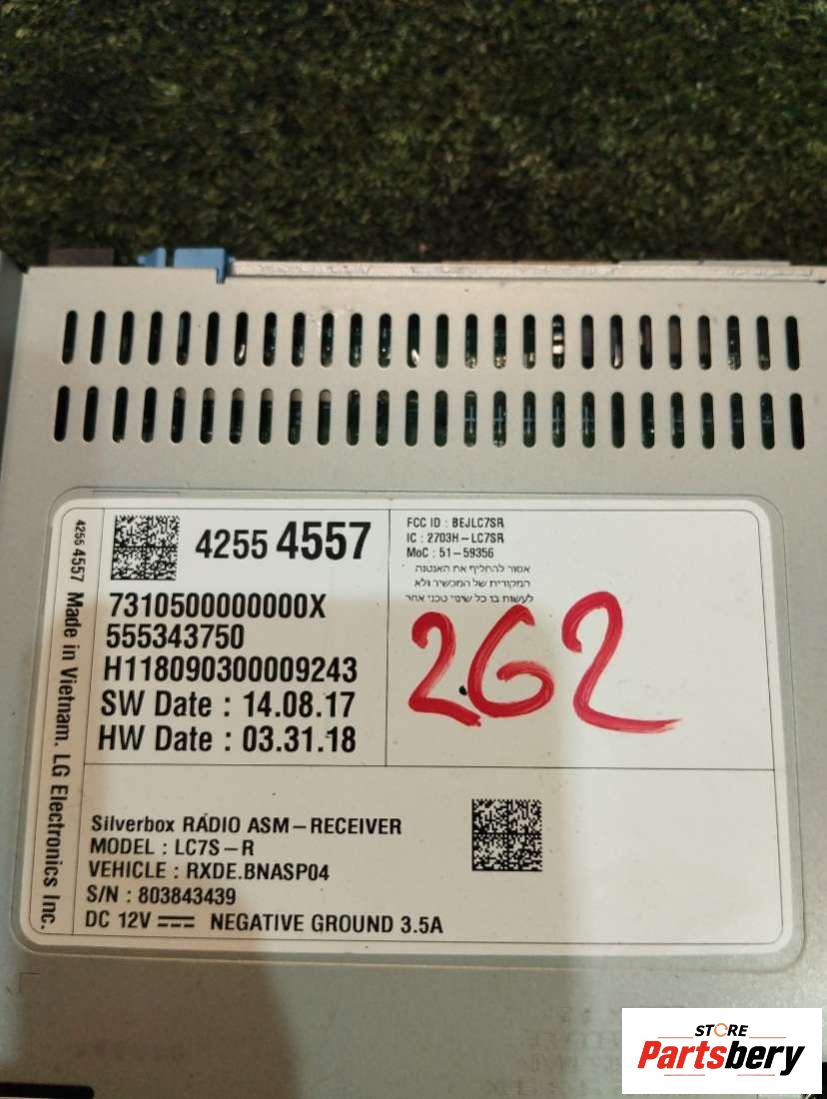 4255 4557
7310500000000X
555343750
H118090300009243
SW Date : 14.08.17
HW Date : 03.31.18
FCC ID : BEJLC7SR
IC : 2703H-LC7SR
MoC : 51-59356
אסור להחליף את האנטנה
המקורית של המכשיר ולא
לעשות בו כל שינוי טכני אחר
2.G2
4255 4557 Made in Vietnam. LG Electronics Inc.
Silverbox RADIO ASM-RECEIVER
MODEL : LC7S-R
VEHICLE : RXDE.BNASP04
S/N : 803843439
DC 12V NEGATIVE GROUND 3.5A
STORE
Partsbery